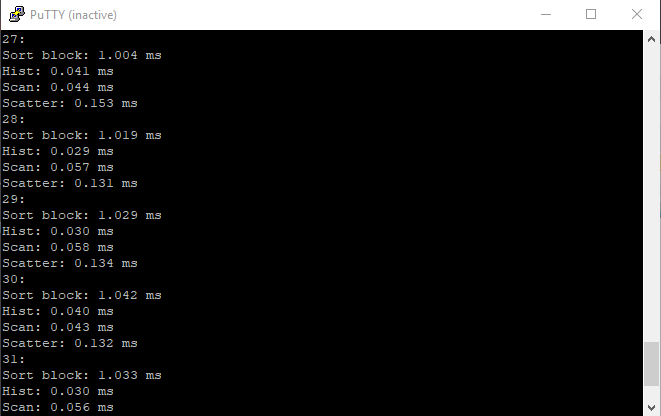 PuTTY (inactive)
27:
Sort block: 1.004 ms
Hist: 0.041 ms
Scan: 0.044 ms
Scatter: 0.153 ms
28:
Sort block: 1.019 ms
Hist: 0.029 ms
Scan: 0.057 ms
Scatter: 0.131 ms
29:
Sort block: 1.029 ms
Hist: 0.030 ms
Scan: 0.058 ms
Scatter: 0.134 ms
30:
Sort block: 1.042 ms
Hist: 0.040 ms
Scan: 0.043 ms
Scatter: 0.132 ms
31:
Sort block: 1.033 ms
Hist: 0.030 ms
Scan: 0.056 ms